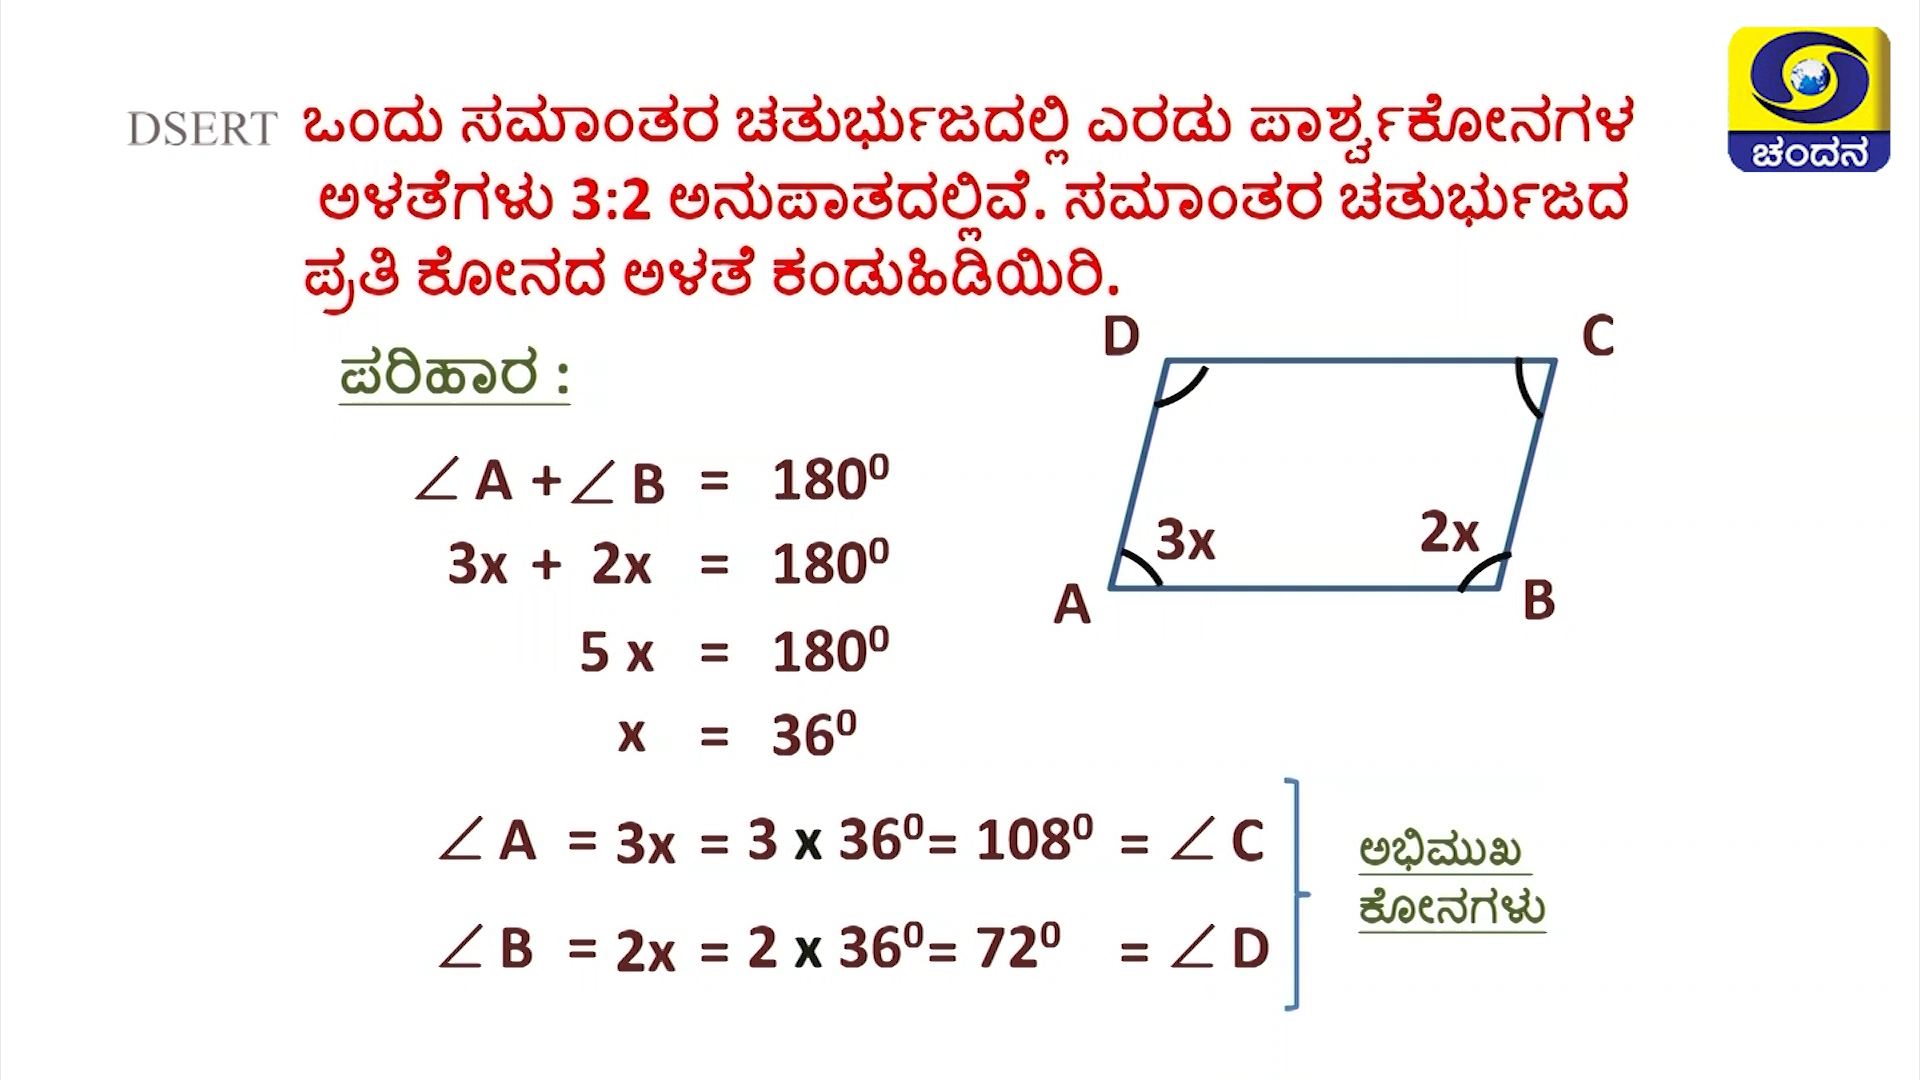 DSERT ಒಂದು ಸಮಾಂತರ ಚತುರ್ಭುಜದಲ್ಲಿ ಎರಡು ಪಾರ್ಶ್ವಕೋನಗಳ
ಅಳತೆಗಳು 3:2 ಅನುಪಾತದಲ್ಲಿವೆ. ಸಮಾಂತರ ಚತುರ್ಭುಜದ
ಪ್ರತಿ ಕೋನದ ಅಳತೆ ಕಂಡುಹಿಡಿಯಿರಿ.
ಚಂದನ
ಪರಿಹಾರ :
∠ A + ∠ B = 180⁰
3x + 2x = 180⁰
5 x = 180⁰
x = 36⁰
D C
3x 2x
A B
∠ A = 3x = 3 x 36⁰ = 108⁰ = ∠ C
∠ B = 2x = 2 x 36⁰ = 72⁰ = ∠ D
ಅಭಿಮುಖ
ಕೋನಗಳು